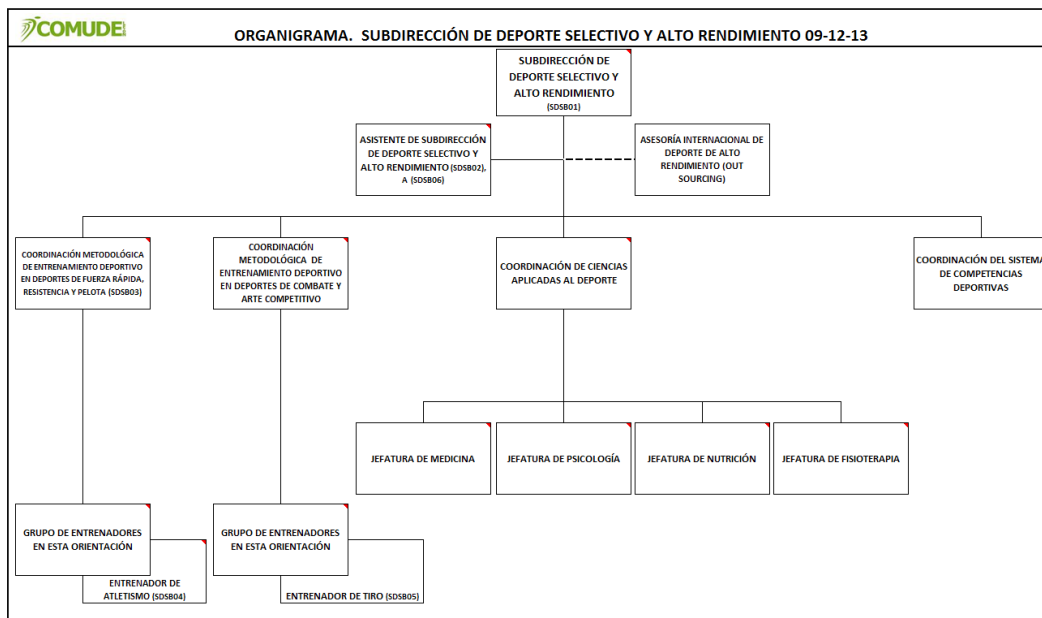 COMUDE
ORGANIGRAMA. SUBDIRECCIÓN DE DEPORTE SELECTIVO Y ALTO RENDIMIENTO 09-12-13
SUBDIRECCIÓN DE
DEPORTE SELECTIVO Y
ALTO RENDIMIENTO
(SDSB01)
ASISTENTE DE SUBDIRECCIÓN
DE DEPORTE SELECTIVO Y
ALTO RENDIMIENTO (SDSB02),
A (SDSB06)
ASESORÍA INTERNACIONAL DE
DEPORTE DE ALTO
RENDIMIENTO (OUT
SOURCING)
COORDINACIÓN METODOLÓGICA
DE ENTRENAMIENTO DEPORTIVO
EN DEPORTES DE FUERZA RÁPIDA,
RESISTENCIA Y PELOTA (SDSB03)
COORDINACIÓN
METODOLÓGICA DE
ENTRENAMIENTO DEPORTIVO
EN DEPORTES DE COMBATE Y
ARTE COMPETITIVO
COORDINACIÓN DE CIENCIAS
APLICADAS AL DEPORTE
COORDINACIÓN DEL SISTEMA
DE COMPETENCIAS
DEPORTIVAS
JEFATURA DE MEDICINA
JEFATURA DE PSICOLOGÍA
JEFATURA DE NUTRICIÓN
JEFATURA DE FISIOTERAPIA
GRUPO DE ENTRENADORES
EN ESTA ORIENTACIÓN
GRUPO DE ENTRENADORES
EN ESTA ORIENTACIÓN
ENTRENADOR DE
ATLETISMO (SDSB04)
ENTRENADOR DE TIRO (SDSB05)